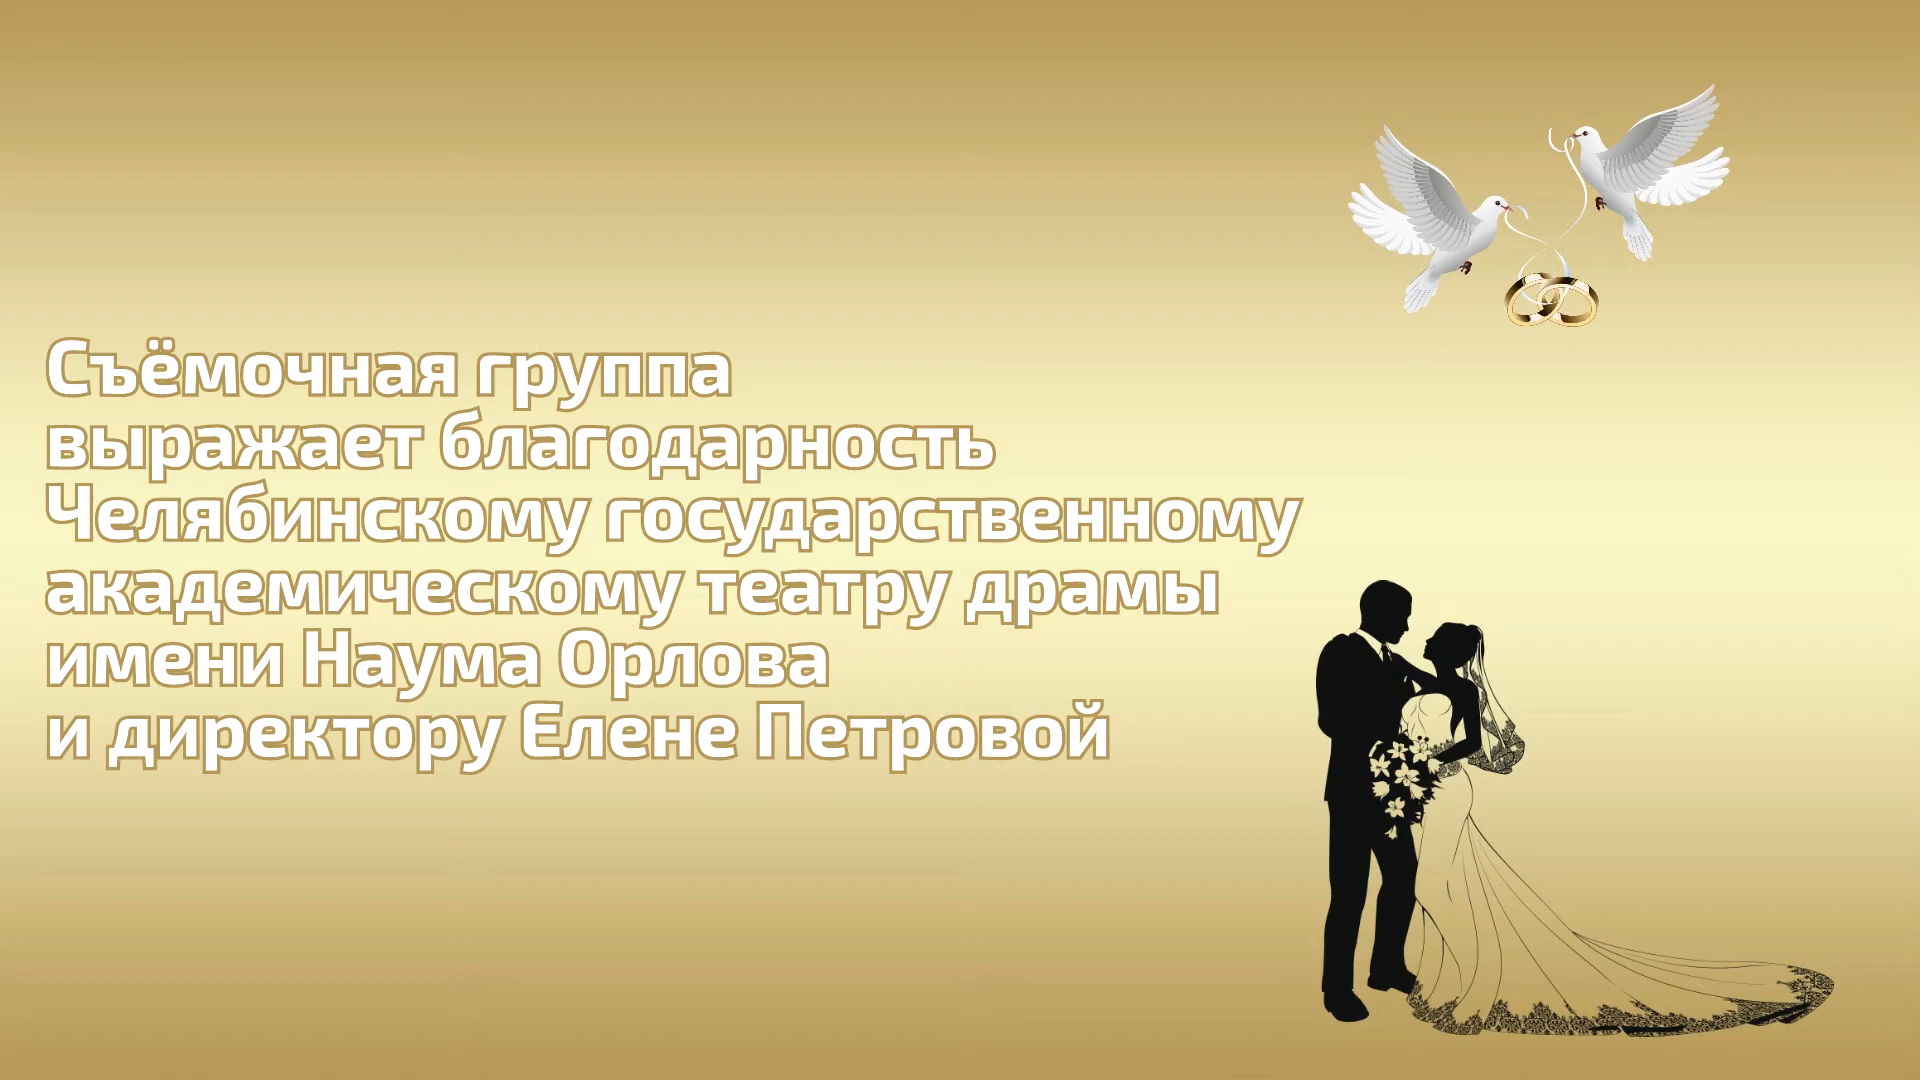 Съёмочная группа
выражает благодарность
Челябинскому государственному
академическому театру драмы
имени Наума Орлова
и директору Елене Петровой